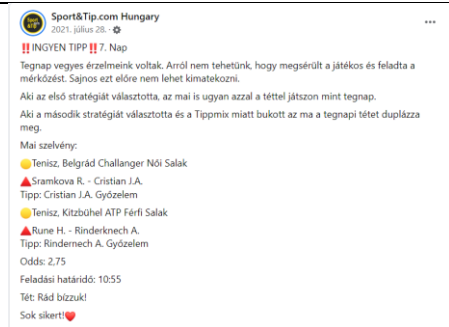 Sport&Tip.com Hungary
2021. július 28. ·
‼️INGYEN TIPP‼️7. Nap
Tegnap vegyes érzelmeink voltak. Arról nem tehetünk, hogy megsérült a játékos és feladta a
mérkőzést. Sajnos ezt előre nem lehet kimatekozni.
Aki az első stratégiát választotta, az mai is ugyan azzal a téttel játszon mint tegnap.
Aki a második stratégiát választotta és a Tippmix miatt bukott az ma a tegnapi tétet duplázza
meg.
Mai szelvény:
🟡Tenisz, Belgrád Challanger Női Salak
🔺Sramkova R. - Cristian J.A.
Tipp: Cristian J.A. Győzelem
🟡Tenisz, Kitzbühel ATP Férfi Salak
🔺Rune H. - Rinderknech A.
Tipp: Rindernech A. Győzelem
Odds: 2,75
Feladási határidő: 10:55
Tét: Rád bízzuk!
Sok sikert!❤️